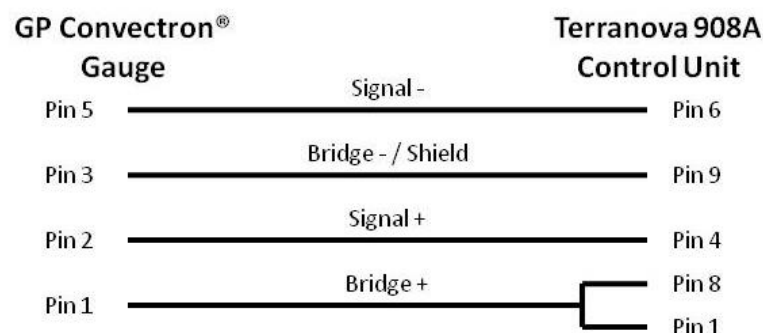 GP Convectron® Gauge
Terranova 908A Control Unit
Pin 5 Signal - Pin 6
Pin 3 Bridge - / Shield Pin 9
Pin 2 Signal + Pin 4
Pin 1 Bridge + Pin 8
Pin 1